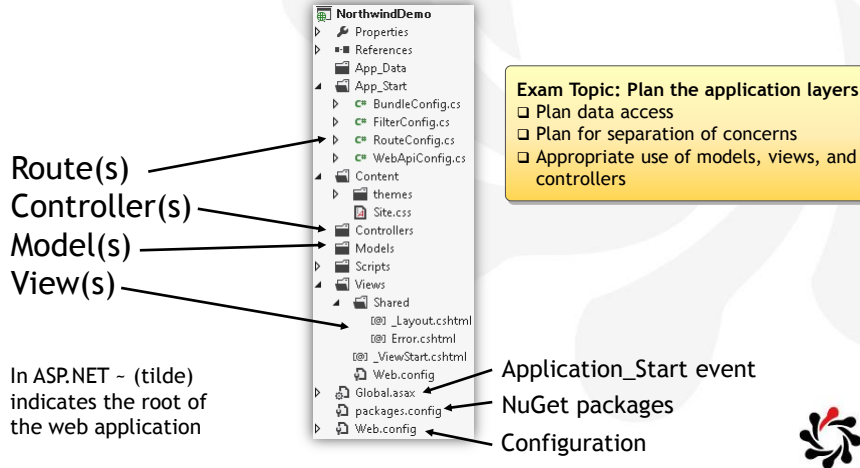 NorthwindDemo
Properties
References
App_Data
App_Start
C# BundleConfig.cs
C# FilterConfig.cs
C# RouteConfig.cs
C# WebApiConfig.cs
Content
themes
Site.css
Controllers
Models
Scripts
Views
Shared
[@] _Layout.cshtml
[@] Error.cshtml
[@] _ViewStart.cshtml
Web.config
Global.asax
packages.config
Web.config
Route(s)
Controller(s)
Model(s)
View(s)
In ASP.NET ~ (tilde)
indicates the root of
the web application
Exam Topic: Plan the application layers
❑ Plan data access
❑ Plan for separation of concerns
❑ Appropriate use of models, views, and
controllers
Application_Start event
NuGet packages
Configuration